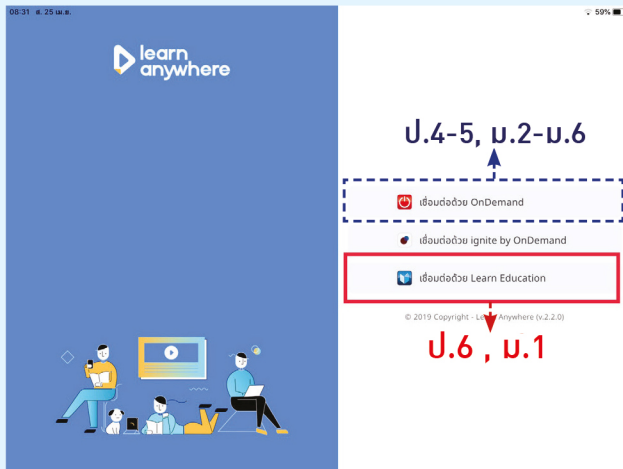 08:31 ส. 25 เม.ย.
59%
learn
anywhere
ป.4-5, ม.2-ม.6
เชื่อมต่อด้วย OnDemand
เชื่อมต่อด้วย ignite by OnDemand
เชื่อมต่อด้วย Learn Education
© 2019 Copyright - Learn Anywhere (v.2.2.0)
ป.6 , ม.1